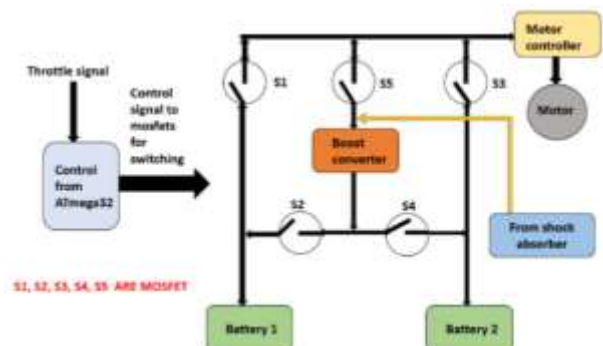 Throttle signal
Control
signal to
mosfets
for
switching
Control
from
ATmega32
S1
S5
S3
Motor
controller
Motor
Boost
converter
S2
S4
From shock
absorber
S1, S2, S3, S4, S5 ARE MOSFET
Battery 1
Battery 2